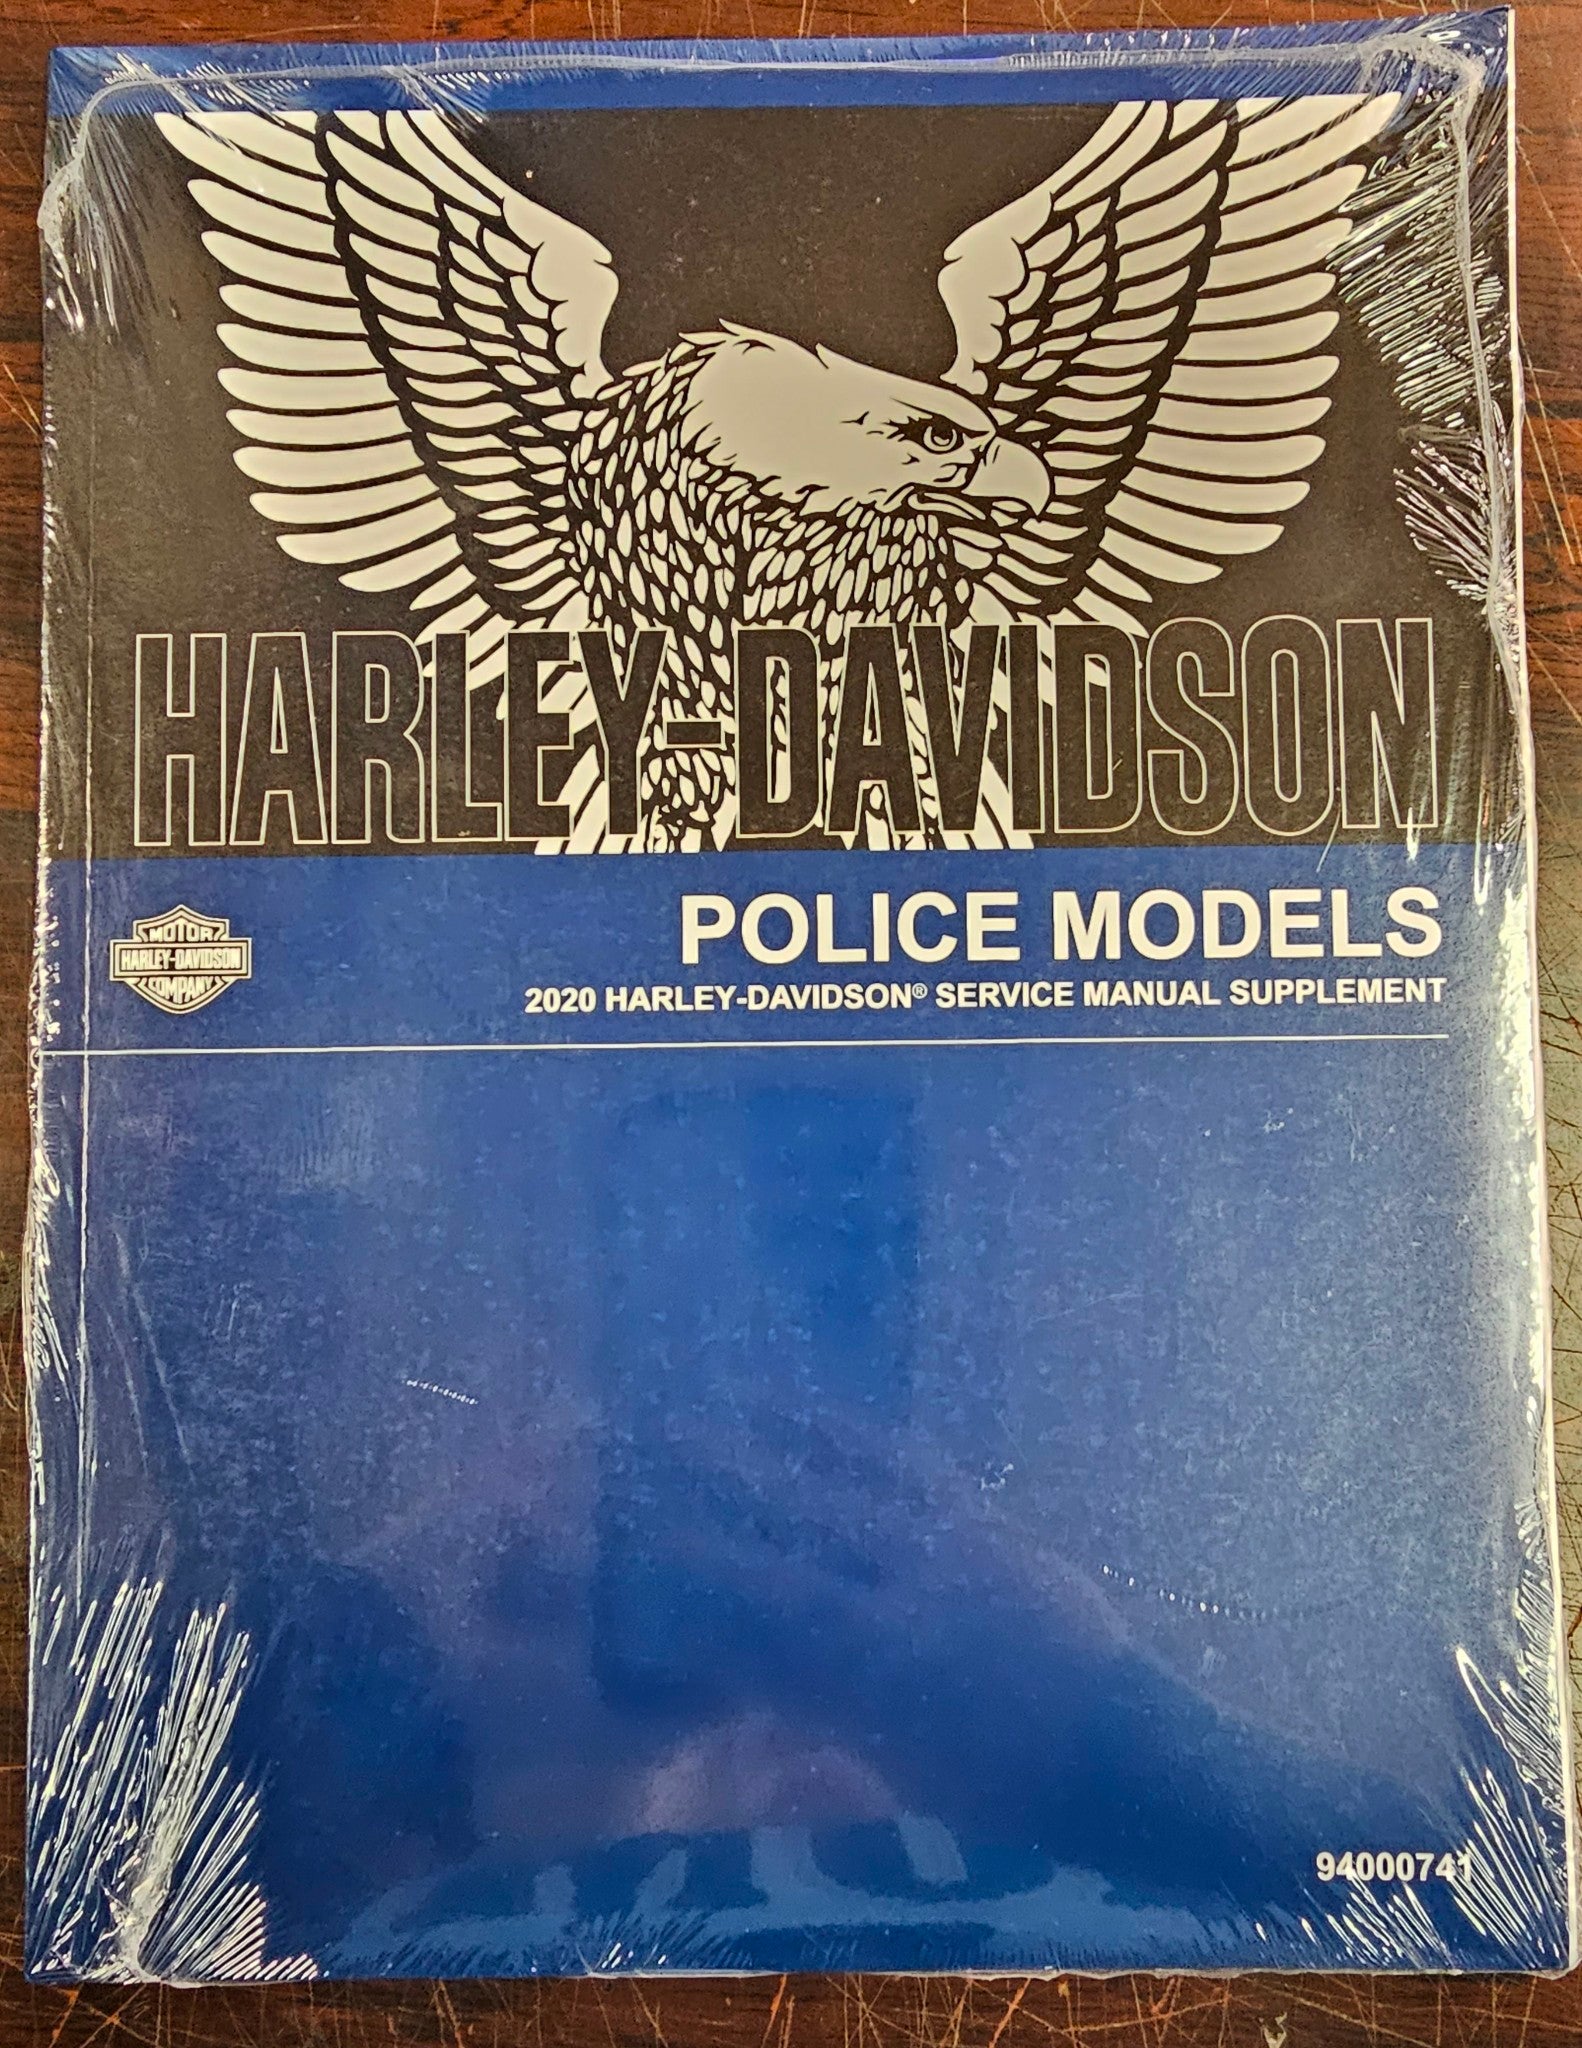 HARLEY-DAVIDSON
POLICE MODELS
2020 HARLEY-DAVIDSON® SERVICE MANUAL SUPPLEMENT
MOTOR
HARLEY-DAVIDSON
COMPANY
94000741